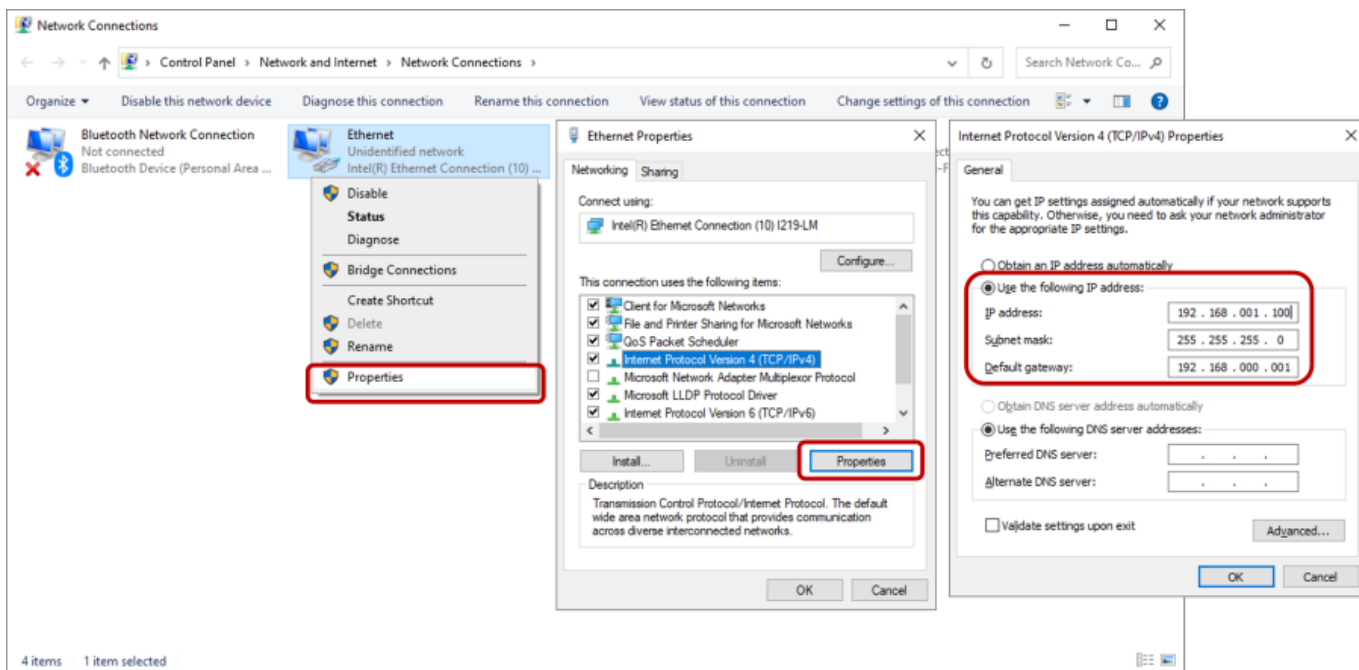 Network Connections
Control Panel › Network and Internet › Network Connections ›
Search Network Co...
Organize Disable this network device Diagnose this connection Rename this connection View status of this connection Change settings of this connection
Bluetooth Network Connection
Not connected
Bluetooth Device (Personal Area ...
Ethernet
Unidentified network
Intel(R) Ethernet Connection (10) ...
Disable
Status
Diagnose
Bridge Connections
Create Shortcut
Delete
Rename
Properties
Ethernet Properties
Networking Sharing
Connect using:
Intel(R) Ethernet Connection (10) I219-LM
Configure...
This connection uses the following items:
Client for Microsoft Networks
File and Printer Sharing for Microsoft Networks
QoS Packet Scheduler
Internet Protocol Version 4 (TCP/IPv4)
Microsoft Network Adapter Multiplexor Protocol
Microsoft LLDP Protocol Driver
Internet Protocol Version 6 (TCP/IPv6)
Install... Uninstall Properties
Description
Transmission Control Protocol/Internet Protocol. The default
wide area network protocol that provides communication
across diverse interconnected networks.
OK Cancel
Internet Protocol Version 4 (TCP/IPv4) Properties
General
You can get IP settings assigned automatically if your network supports
this capability. Otherwise, you need to ask your network administrator
for the appropriate IP settings.
Obtain an IP address automatically
Use the following IP address:
IP address: 192 . 168 . 001 . 100
Subnet mask: 255 . 255 . 255 . 0
Default gateway: 192 . 168 . 000 . 001
Obtain DNS server address automatically
Use the following DNS server addresses:
Preferred DNS server: . . .
Alternate DNS server: . . .
Validate settings upon exit
Advanced...
OK Cancel
4 items 1 item selected